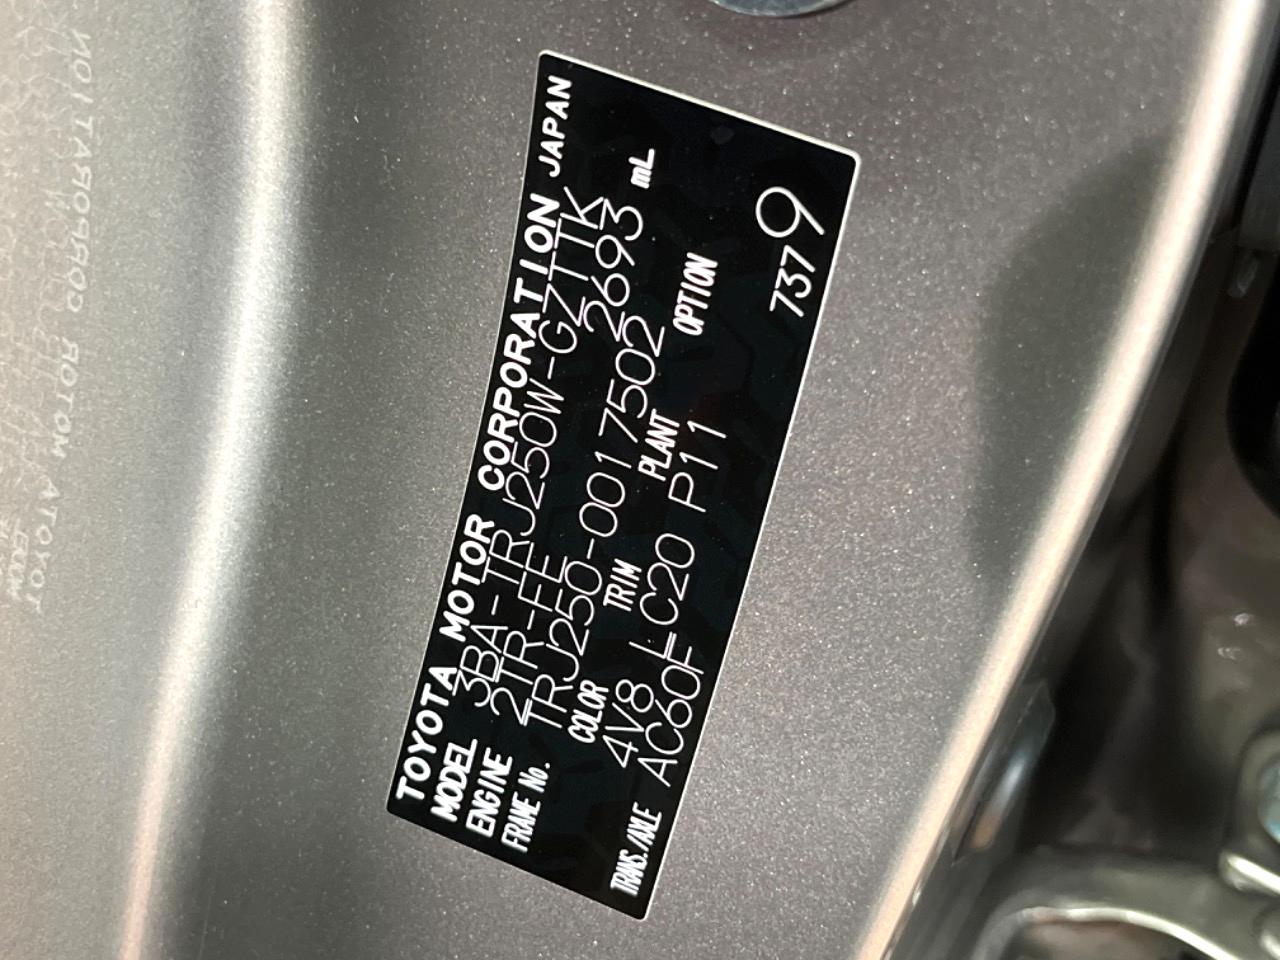 TOYOTA MOTOR CORPORATION JAPAN
MODEL 3BA-TRJ250W-GZTTK
ENGINE 2TR-FE 2693 mL
FRAME No. TRJ250-0017502
COLOR TRIM PLANT OPTION
4V8 LC20 P11
TRANS./AXLE AC60F
7379